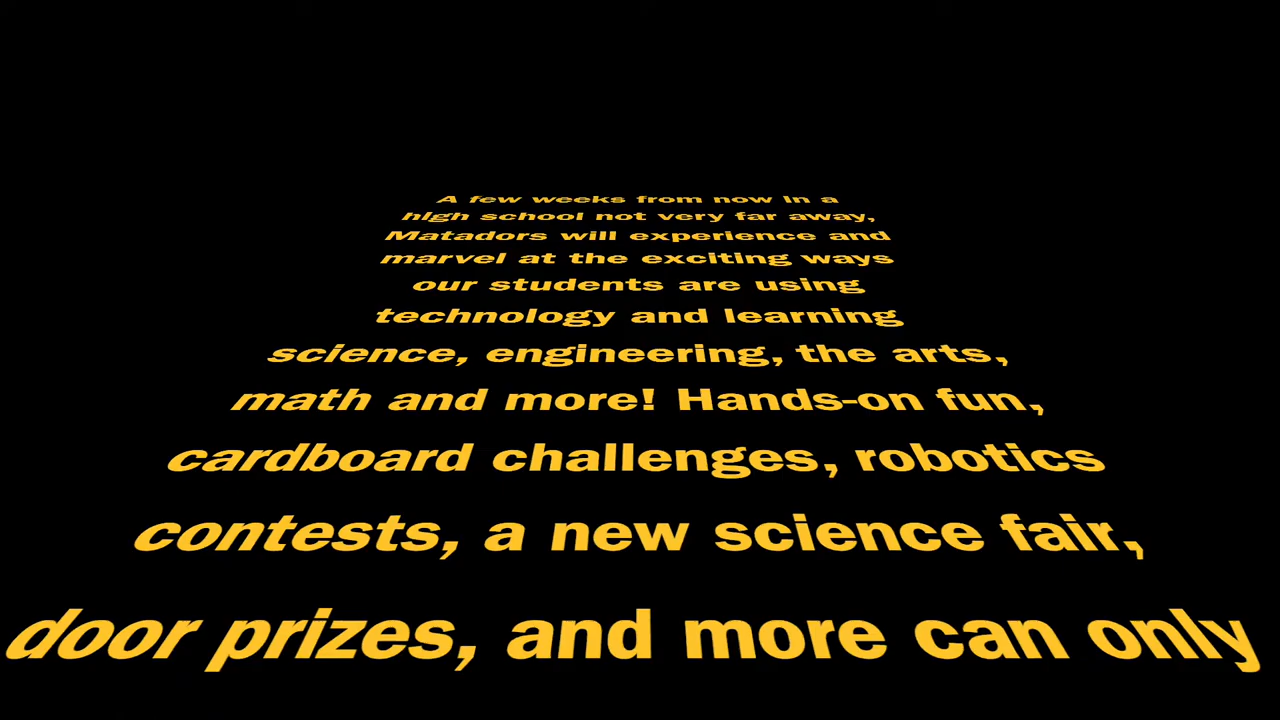 A few weeks from now in a
high school not very far away,
Matadors will experience and
marvel at the exciting ways
our students are using
technology and learning
science, engineering, the arts,
math and more! Hands-on fun,
cardboard challenges, robotics
contests, a new science fair,
door prizes, and more can only